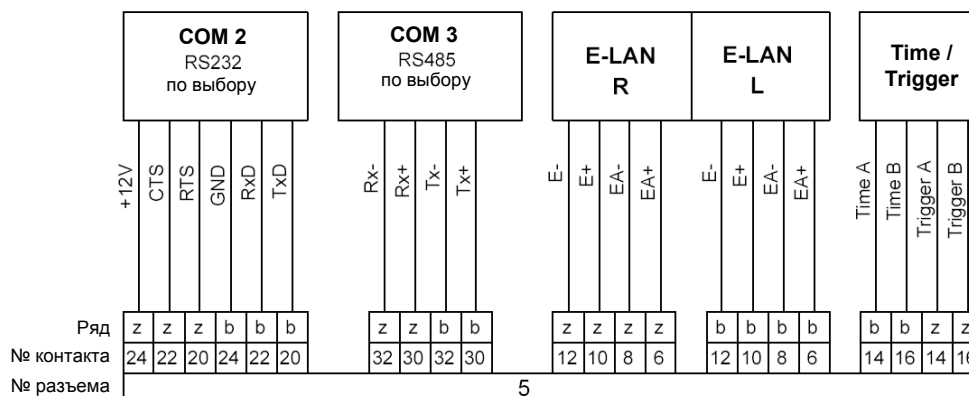 COM 2
RS232
по выбору
COM 3
RS485
по выбору
E-LAN
R
E-LAN
L
Time /
Trigger
+12V
CTS
RTS
GND
RxD
TxD
Rx-
Rx+
Tx-
Tx+
E-
E+
EA-
EA+
E-
E+
EA-
EA+
Time A
Time B
Trigger A
Trigger B
Ряд z z z b b b z z b b z z z z b b b b b b z z
№ контакта 24 22 20 24 22 20 32 30 32 30 12 10 8 6 12 10 8 6 14 16 14 16
№ разъема 5